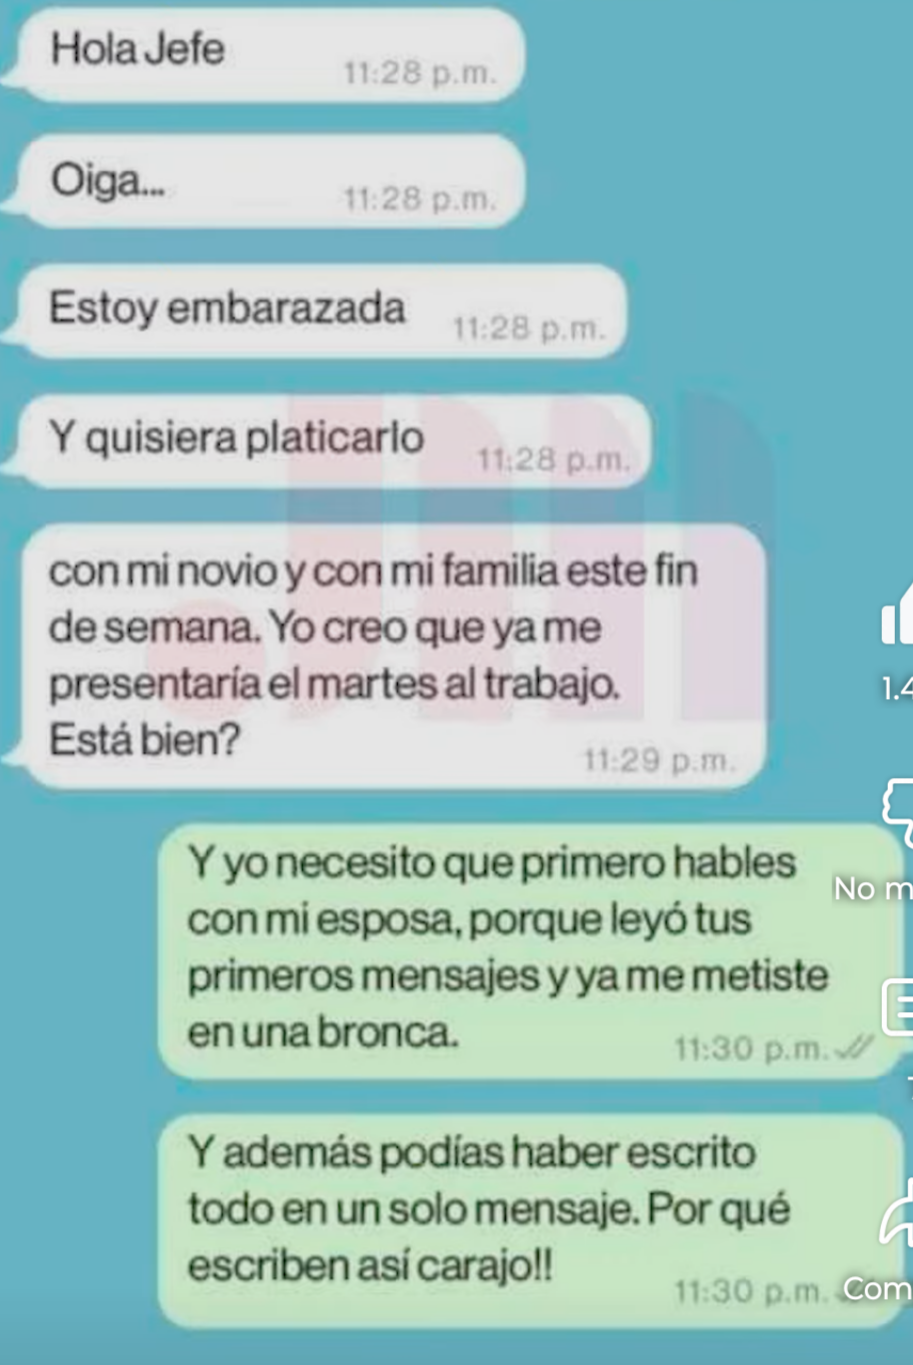 Hola Jefe
11:28 p.m.
Oiga...
11:28 p.m.
Estoy embarazada
11:28 p.m.
Y quisiera platicarlo
11:28 p.m.
con mi novio y con mi familia este fin
de semana. Yo creo que ya me
presentaría el martes al trabajo.
Está bien?
11:29 p.m.
1.4
Y yo necesito que primero hables
con mi esposa, porque leyó tus
primeros mensajes y ya me metiste
en una bronca.
11:30 p.m.
No m
Y además podías haber escrito
todo en un solo mensaje. Por qué
escriben así carajo!!
11:30 p.m.
Com